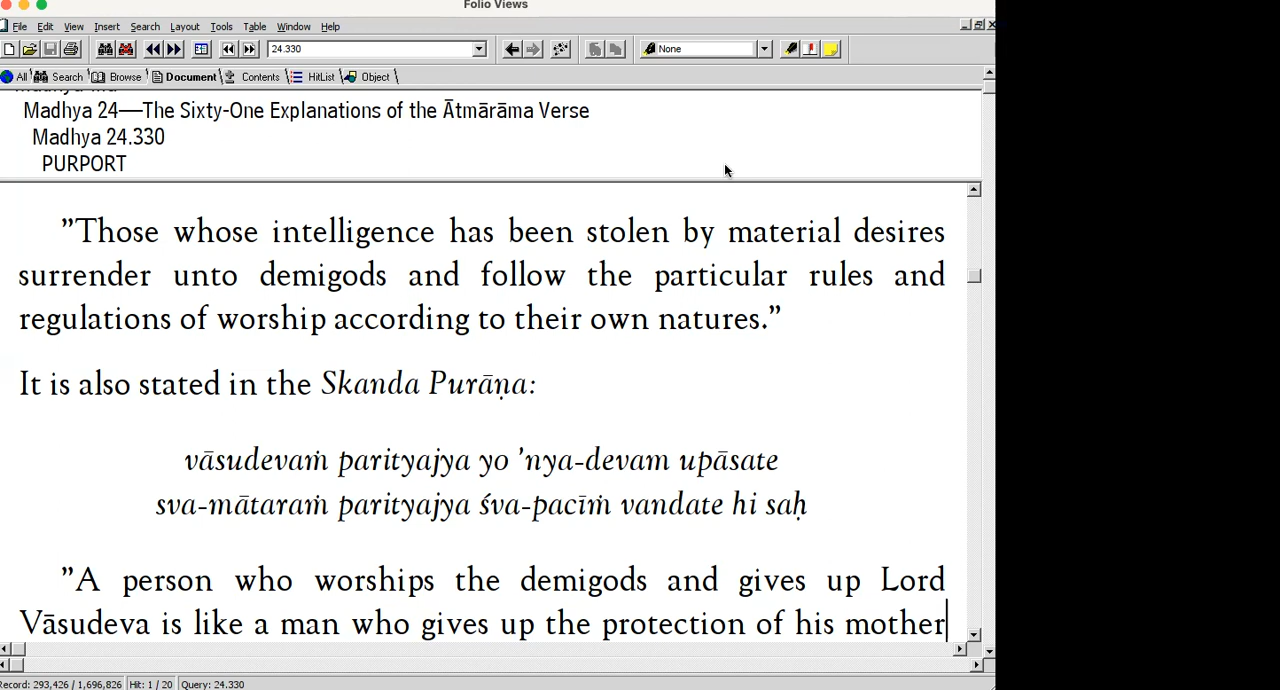 Folio Views
File Edit View Insert Search Layout Tools Table Window Help
24.330 None
All Search Browse Document Contents HitList Object
Madhya 24—The Sixty-One Explanations of the Ātmārāma Verse
Madhya 24.330
PURPORT
”Those whose intelligence has been stolen by material desires
surrender unto demigods and follow the particular rules and
regulations of worship according to their own natures.”
It is also stated in the Skanda Purāṇa:
vāsudevaṁ parityajya yo ’nya-devam upāsate
sva-mātaraṁ parityajya śva-pacīṁ vandate hi saḥ
”A person who worships the demigods and gives up Lord
Vāsudeva is like a man who gives up the protection of his mother
Record: 293,426 / 1,696,826 Hit: 1 / 20 Query: 24.330